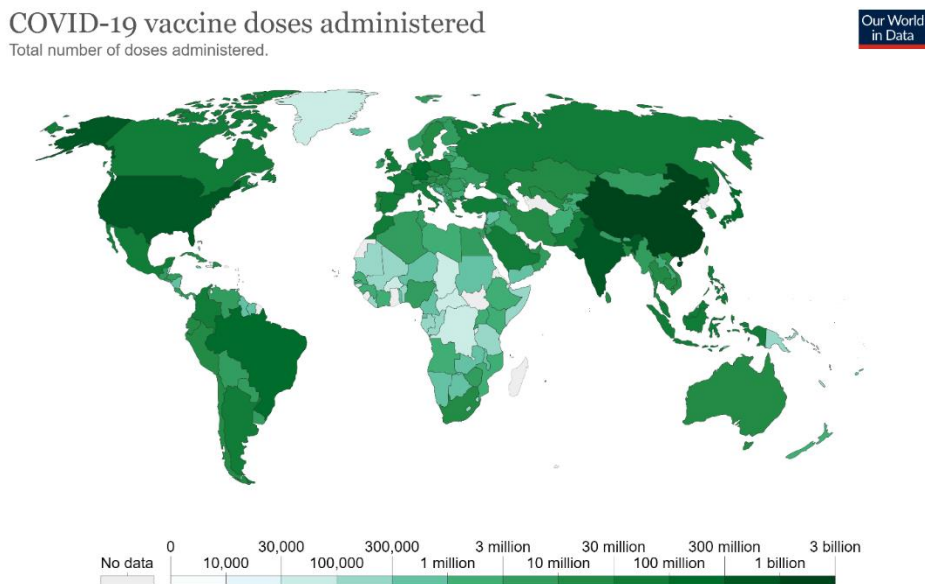 COVID-19 vaccine doses administered
Total number of doses administered.
Our World
in Data
0 30,000 300,000 3 million 30 million 300 million 3 billion
No data 10,000 100,000 1 million 10 million 100 million 1 billion